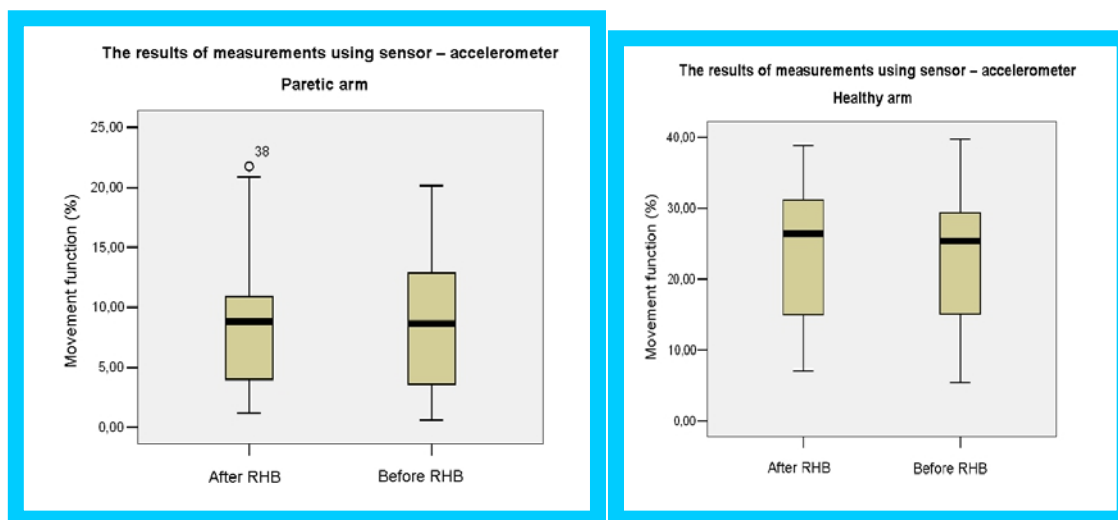 The results of measurements using sensor – accelerometer
Paretic arm
Movement function (%)
25,00
20,00
15,00
10,00
5,00
0,00
38
After RHB
Before RHB
The results of measurements using sensor – accelerometer
Healthy arm
Movement function (%)
40,00
30,00
20,00
10,00
0,00
After RHB
Before RHB